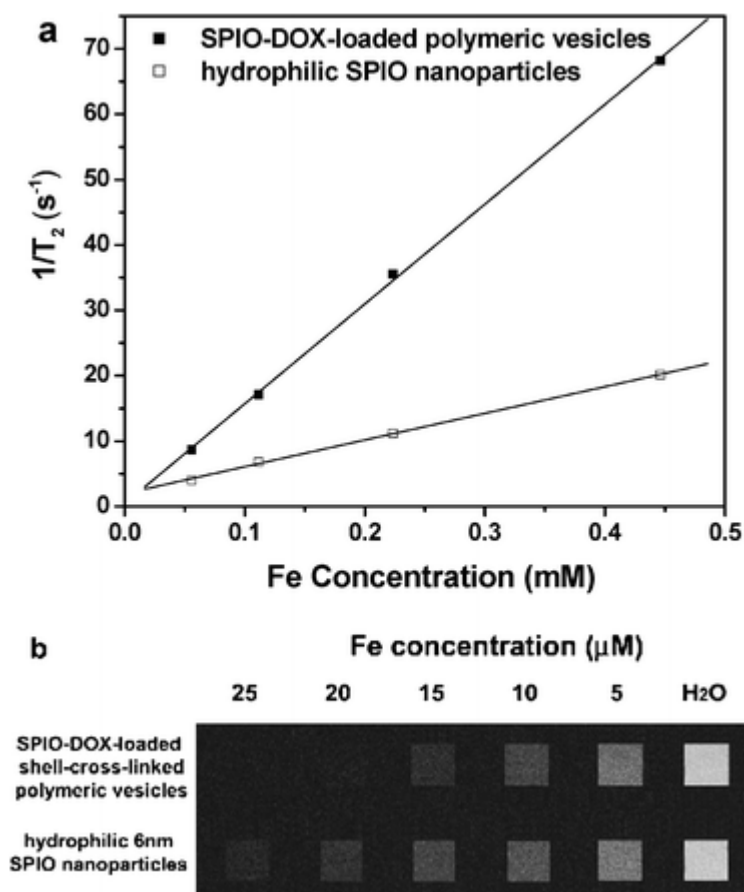 a
SPIO-DOX-loaded polymeric vesicles
hydrophilic SPIO nanoparticles
70
60
50
40
30
20
10
0
1/T₂ (s⁻¹)
0.0 0.1 0.2 0.3 0.4 0.5
Fe Concentration (mM)
b
Fe concentration (μM)
25 20 15 10 5 H₂O
SPIO-DOX-loaded
shell-cross-linked
polymeric vesicles
hydrophilic 6nm
SPIO nanoparticles